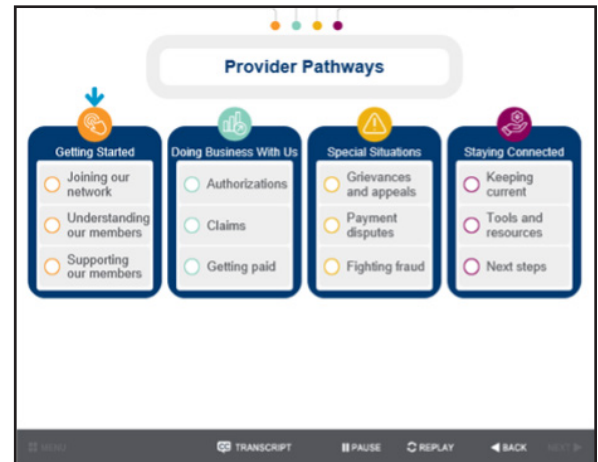 Provider Pathways
Getting Started
Joining our
network
Understanding
our members
Supporting
our members
Doing Business With Us
Authorizations
Claims
Getting paid
Special Situations
Grievances
and appeals
Payment
disputes
Fighting fraud
Staying Connected
Keeping
current
Tools and
resources
Next steps
MENU
CC TRANSCRIPT
PAUSE
REPLAY
BACK
NEXT